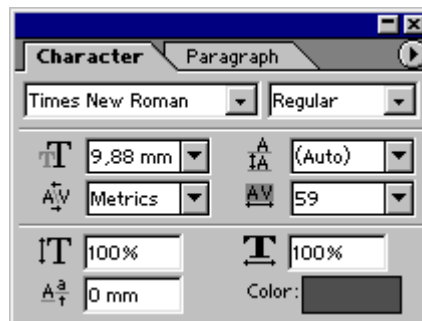 Character Paragraph
Times New Roman Regular
9,88 mm (Auto)
Metrics 59
100% 100%
0 mm Color: